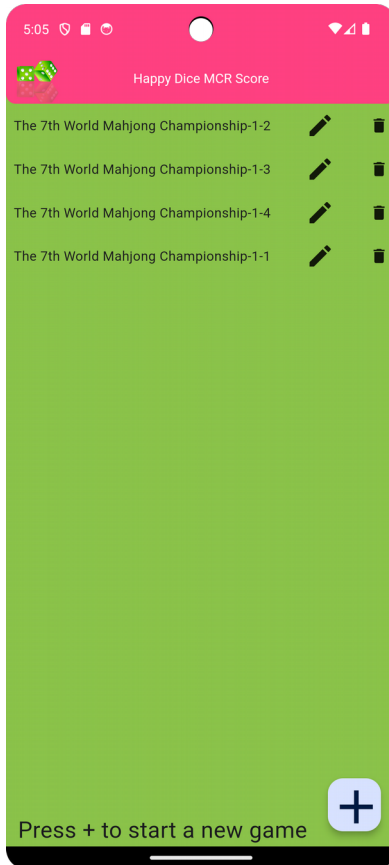 5:05
Happy Dice MCR Score
The 7th World Mahjong Championship-1-2
The 7th World Mahjong Championship-1-3
The 7th World Mahjong Championship-1-4
The 7th World Mahjong Championship-1-1
Press + to start a new game